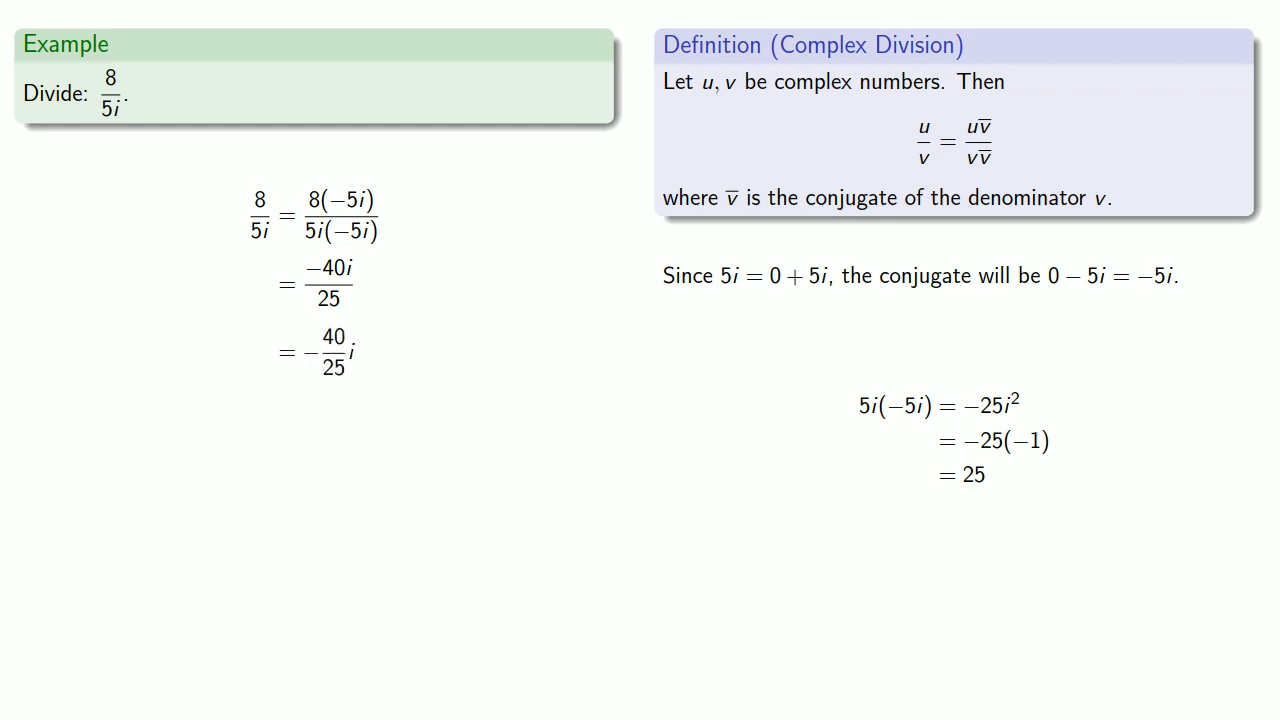 Example
Divide: 8/5i.
8/5i = 8(−5i)/5i(−5i)
= −40i/25
= −40/25 i
Definition (Complex Division)
Let u, v be complex numbers. Then
u/v = uv̅/vv̅
where v̅ is the conjugate of the denominator v.
Since 5i = 0 + 5i, the conjugate will be 0 − 5i = −5i.
5i(−5i) = −25i²
= −25(−1)
= 25